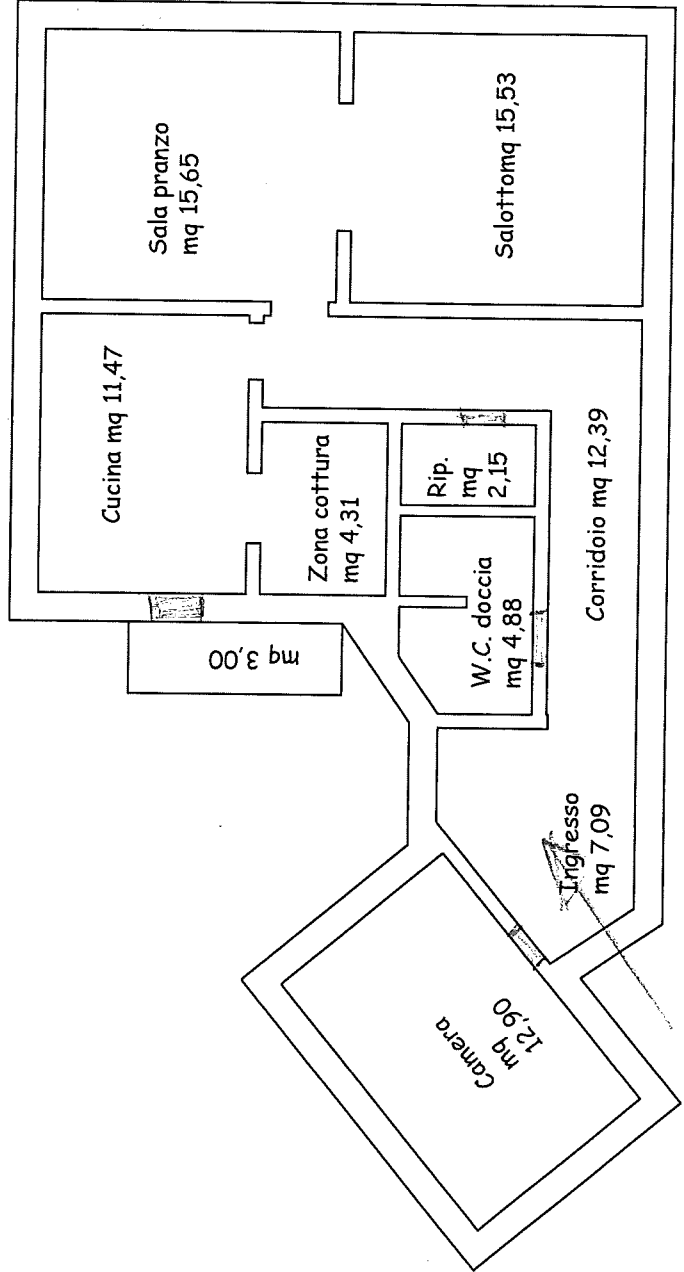 Sala pranzo
mq 15,65
Salottomq 15,53
Cucina mq 11,47
Zona cottura
mq 4,31
Rip.
mq
2,15
W.C. doccia
mq 4,88
Corridoio mq 12,39
mq 3,00
Ingresso
mq 7,09
Camera
mq
12,90